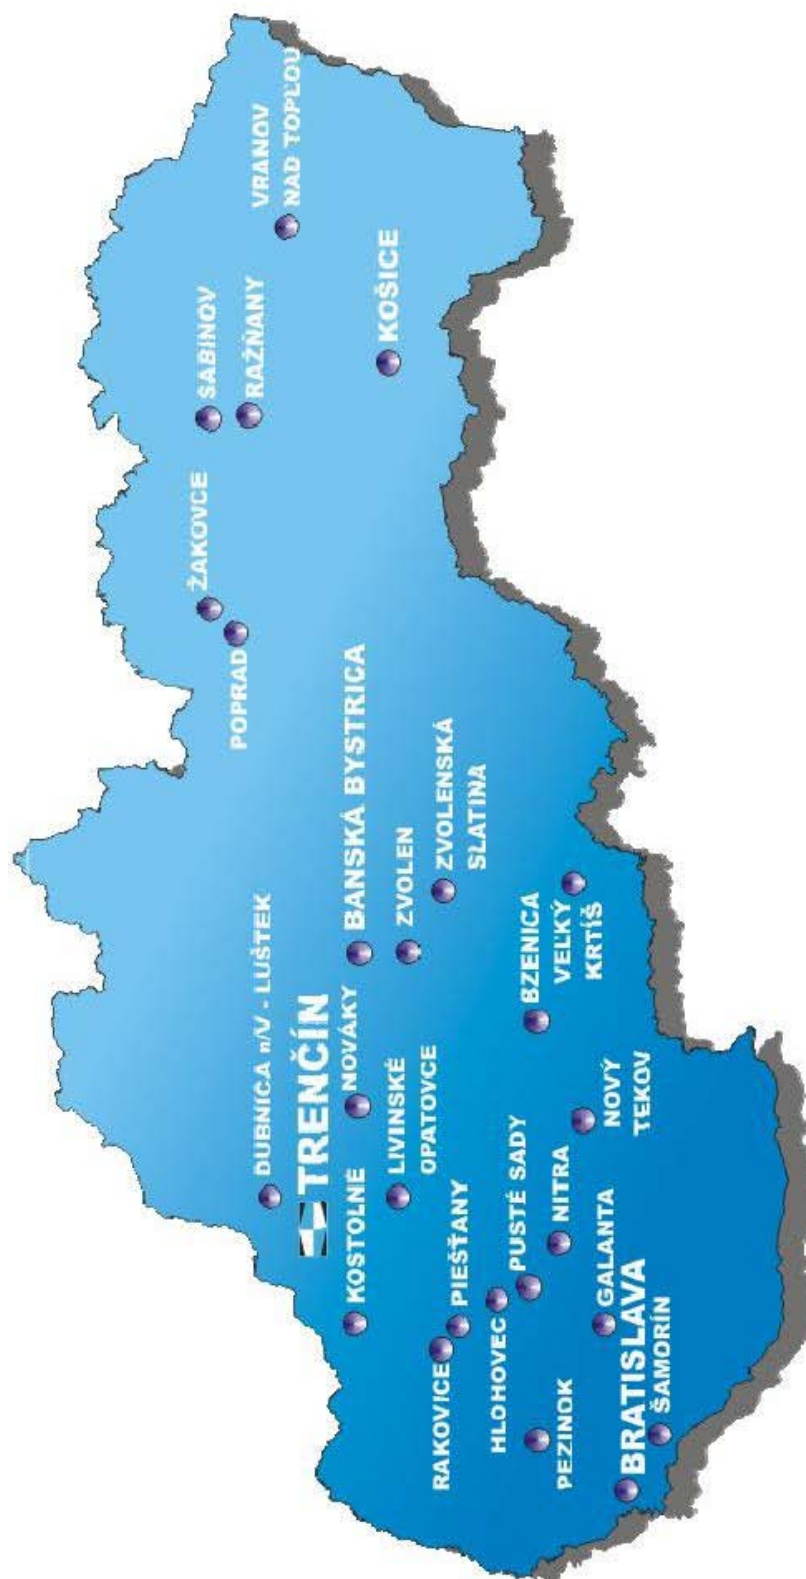 DUBNICA n/V - LUŠTEK
TRENČÍN
KOSTOLNÉ
NOVÁKY
LIVINSKÉ
OPATOVCE
RAKOVICE
PIEŠŤANY
HLOHOVEC
PUSTÉ SADY
PEZINOK
NITRA
GALANTA
BRATISLAVA
ŠAMORÍN
NOVÝ
TEKOV
BZENICA
VEĽKÝ
KRTÍŠ
BANSKÁ BYSTRICA
ZVOLEN
ZVOLENSKÁ
SLATINA
POPRAD
ŽAKOVCE
SABINOV
RAŽŇANY
KOŠICE
VRANOV
NAD TOPĽOU